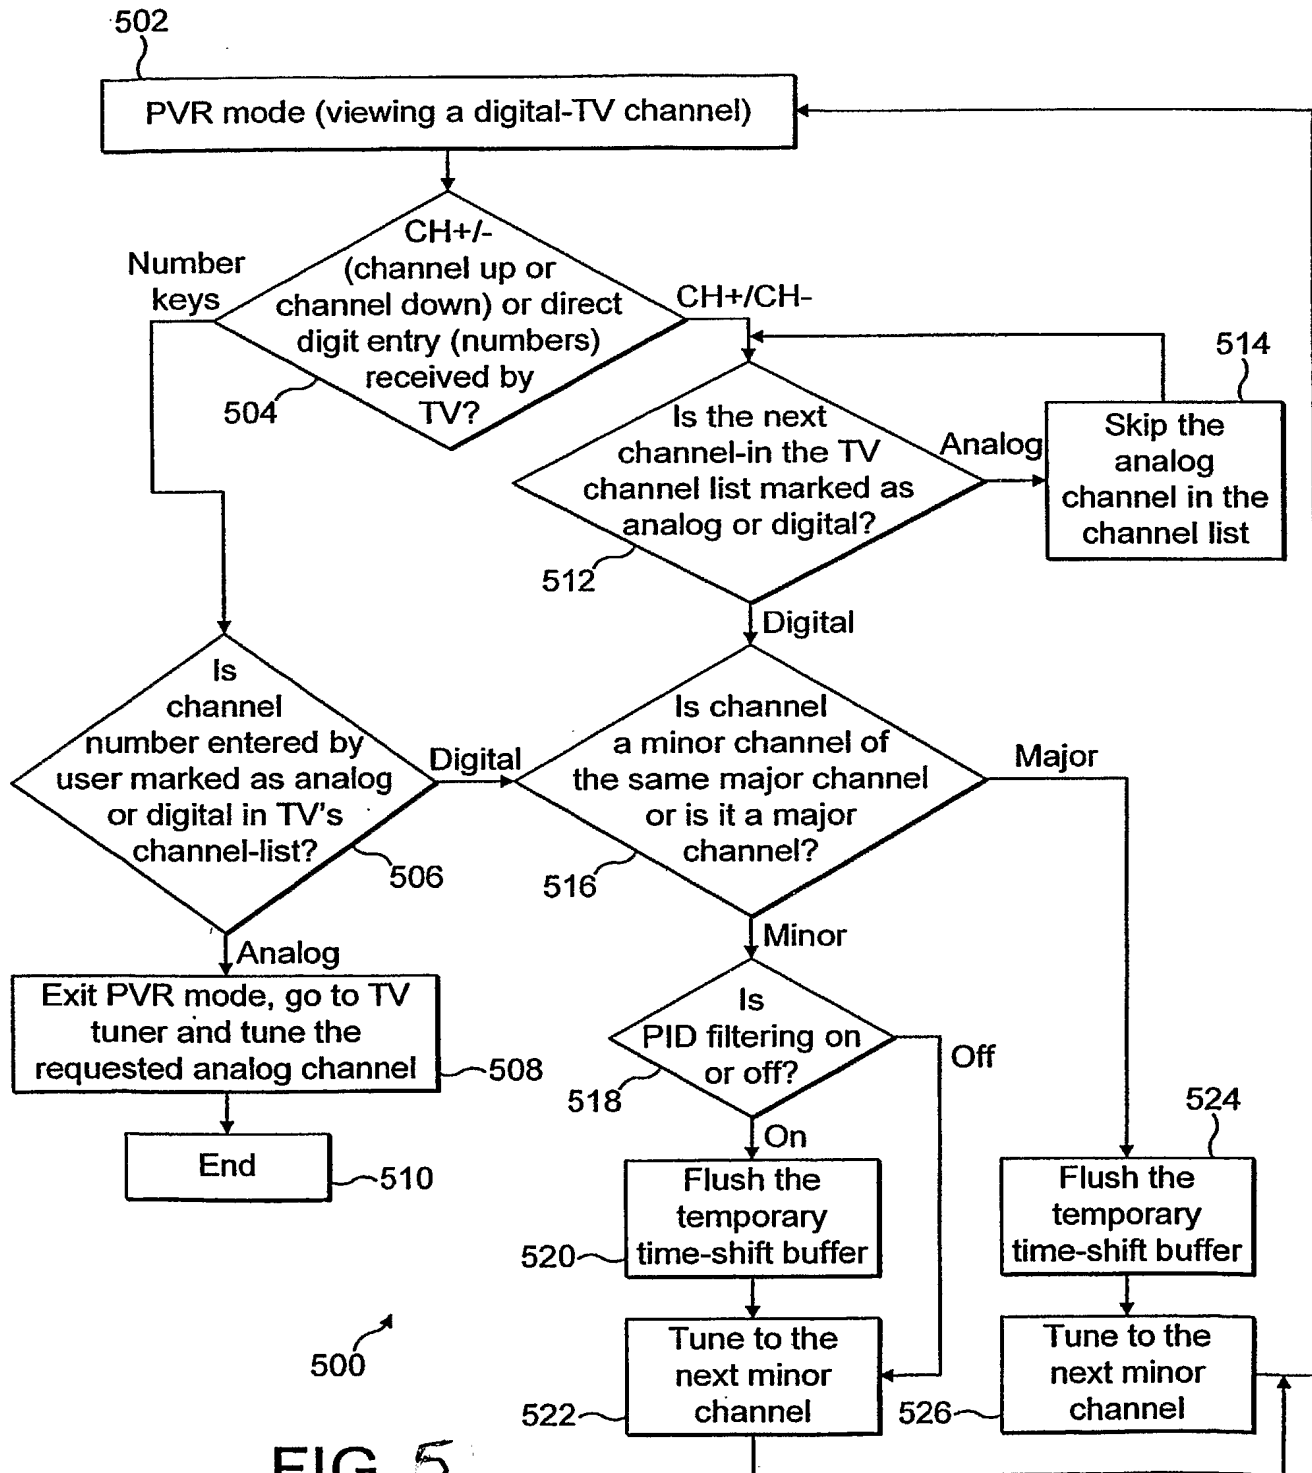 502
PVR mode (viewing a digital-TV channel)
CH+/-
(channel up or
channel down) or direct
digit entry (numbers)
received by
TV?
504
Number
keys
CH+/CH-
514
Skip the
analog
channel in the
channel list
Is the next
channel-in the TV
channel list marked as
analog or digital?
Analog
512
Digital
Is
channel
number entered by
user marked as analog
or digital in TV's
channel-list?
506
Digital
Is channel
a minor channel of
the same major channel
or is it a major
channel?
516
Major
Analog
Minor
Exit PVR mode, go to TV
tuner and tune the
requested analog channel
508
End
510
Is
PID filtering on
or off?
518
Off
On
Flush the
temporary
time-shift buffer
520
524
Flush the
temporary
time-shift buffer
Tune to the
next minor
channel
522
Tune to the
next minor
channel
526
500
FIG 5